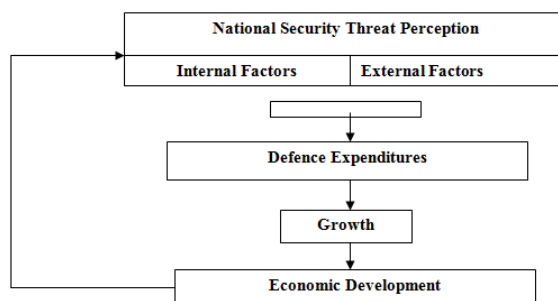 National Security Threat Perception
Internal Factors
External Factors
Defence Expenditures
Growth
Economic Development